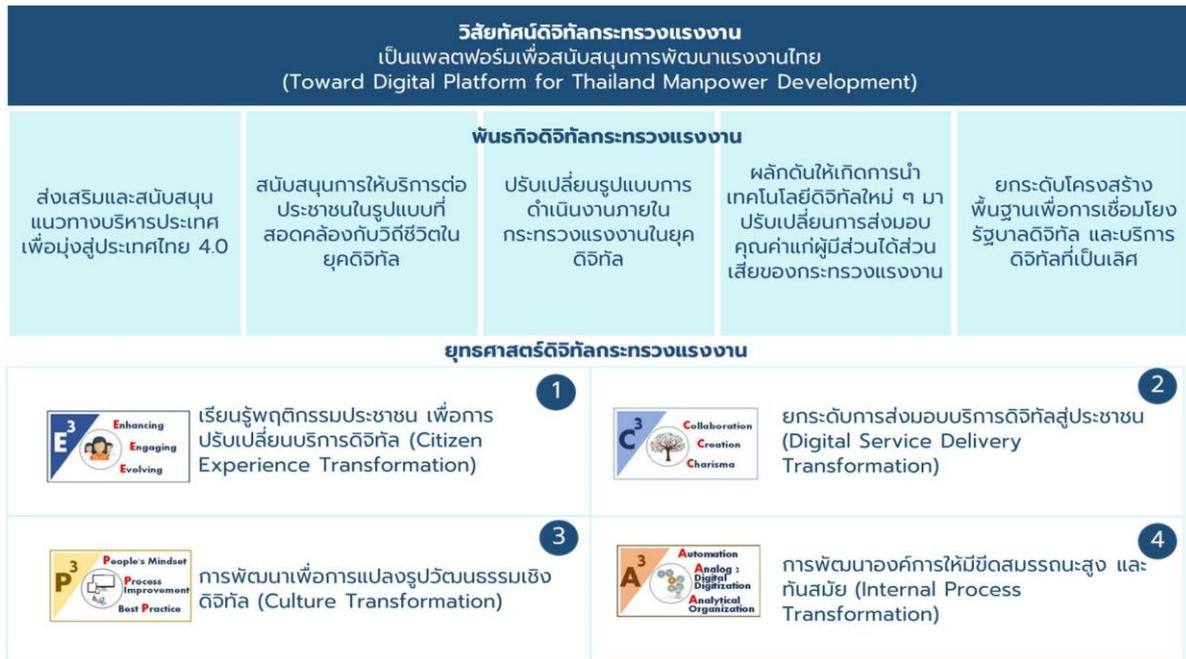 วิสัยทัศน์ดิจิทัลกระทรวงแรงงาน
เป็นแพลตฟอร์มเพื่อสนับสนุนการพัฒนาแรงงานไทย
(Toward Digital Platform for Thailand Manpower Development)
พันธกิจดิจิทัลกระทรวงแรงงาน
ส่งเสริมและสนับสนุน
แนวทางบริหารประเทศ
เพื่อมุ่งสู่ประเทศไทย 4.0
สนับสนุนการให้บริการต่อ
ประชาชนในรูปแบบที่
สอดคล้องกับวิถีชีวิตใน
ยุคดิจิทัล
ปรับเปลี่ยนรูปแบบการ
ดำเนินงานภายใน
กระทรวงแรงงานในยุค
ดิจิทัล
ผลักดันให้เกิดการนำ
เทคโนโลยีดิจิทัลใหม่ ๆ มา
ปรับเปลี่ยนการส่งมอบ
คุณค่าแก่ผู้มีส่วนได้ส่วน
เสียของกระทรวงแรงงาน
ยกระดับโครงสร้าง
พื้นฐานเพื่อการเชื่อมโยง
รัฐบาลดิจิทัล และบริการ
ดิจิทัลที่เป็นเลิศ
ยุทธศาสตร์ดิจิทัลกระทรวงแรงงาน
1
E3
Enhancing
Engaging
Evolving
เรียนรู้พฤติกรรมประชาชน เพื่อการ
ปรับเปลี่ยนบริการดิจิทัล (Citizen
Experience Transformation)
2
C3
Collaboration
Creation
Charisma
ยกระดับการส่งมอบบริการดิจิทัลสู่ประชาชน
(Digital Service Delivery
Transformation)
3
P3
People's Mindset
Process
Improvement
Best Practice
การพัฒนาเพื่อการแปลงรูปวัฒนธรรมเชิง
ดิจิทัล (Culture Transformation)
4
A3
Automation
Analog 2
Digital
Digitization
Analytical
Organization
การพัฒนาองค์การให้มีขีดสมรรถนะสูง และ
ทันสมัย (Internal Process
Transformation)